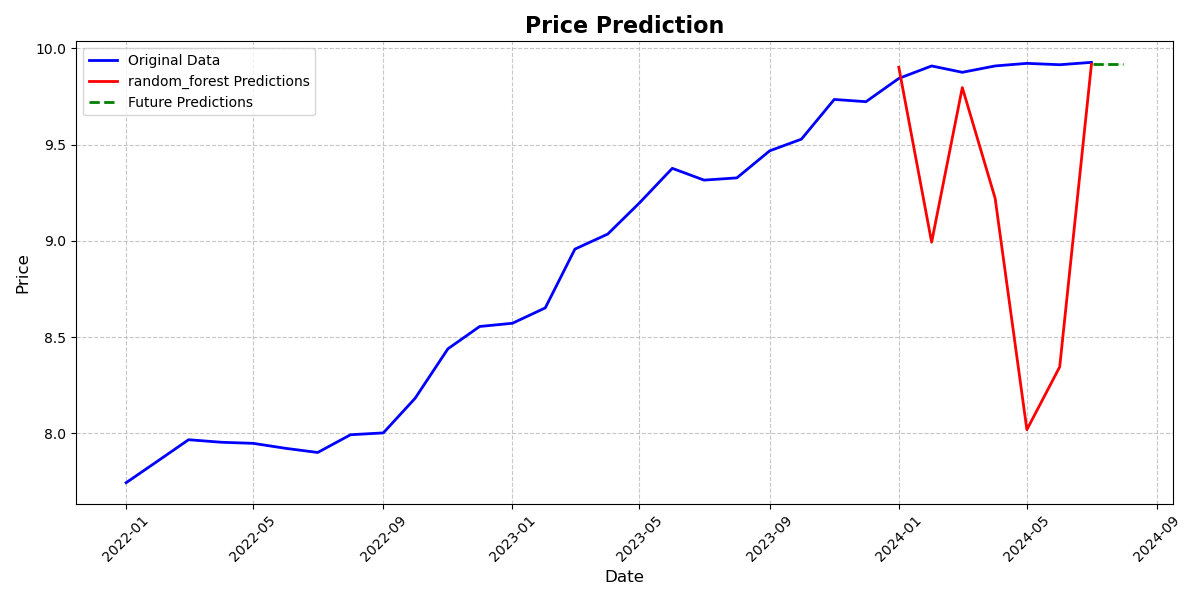 Price Prediction
Original Data
random_forest Predictions
Future Predictions
Price
10.0
9.5
9.0
8.5
8.0
2022-01
2022-05
2022-09
2023-01
2023-05
2023-09
2024-01
2024-05
2024-09
Date